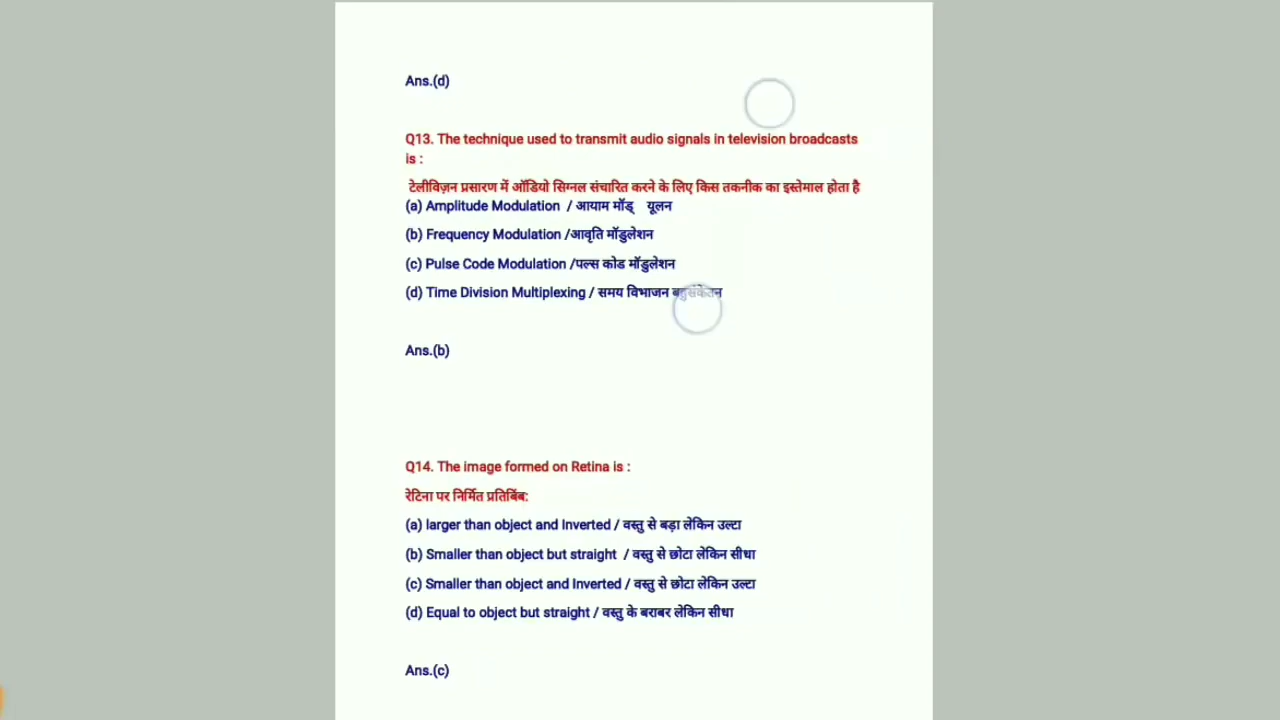 Ans.(d)
Q13. The technique used to transmit audio signals in television broadcasts
is :
टेलीविज़न प्रसारण में ऑडियो सिग्नल संचारित करने के लिए किस तकनीक का इस्तेमाल होता है
(a) Amplitude Modulation / आयाम मॉड् यूलन
(b) Frequency Modulation /आवृति मॉडुलेशन
(c) Pulse Code Modulation /पल्स कोड मॉडुलेशन
(d) Time Division Multiplexing / समय विभाजन बहुसंकेतन
Ans.(b)
Q14. The image formed on Retina is :
रेटिना पर निर्मित प्रतिबिंब:
(a) larger than object and Inverted / वस्तु से बड़ा लेकिन उल्टा
(b) Smaller than object but straight / वस्तु से छोटा लेकिन सीधा
(c) Smaller than object and Inverted / वस्तु से छोटा लेकिन उल्टा
(d) Equal to object but straight / वस्तु के बराबर लेकिन सीधा
Ans.(c)